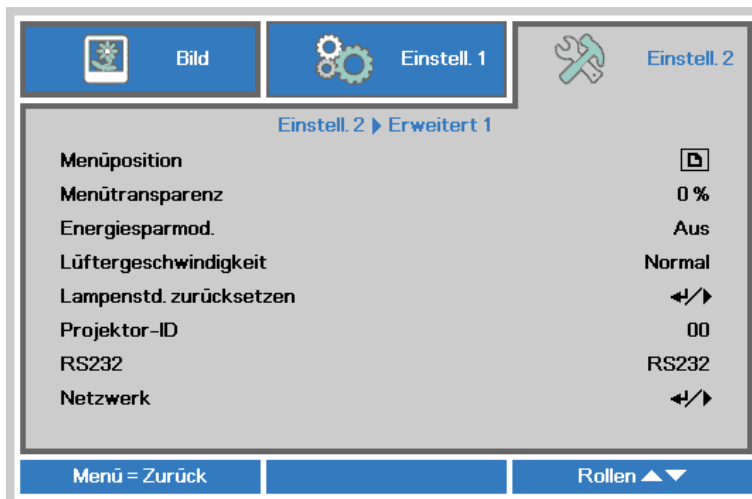 Bild
Einstell. 1
Einstell. 2
Einstell. 2 ▶ Erweitert 1
Menüposition
Menütransparenz 0 %
Energiesparmod. Aus
Lüftergeschwindigkeit Normal
Lampenstd. zurücksetzen ↵/▶
Projektor-ID 00
RS232 RS232
Netzwerk ↵/▶
Menü = Zurück
Rollen ▲▼